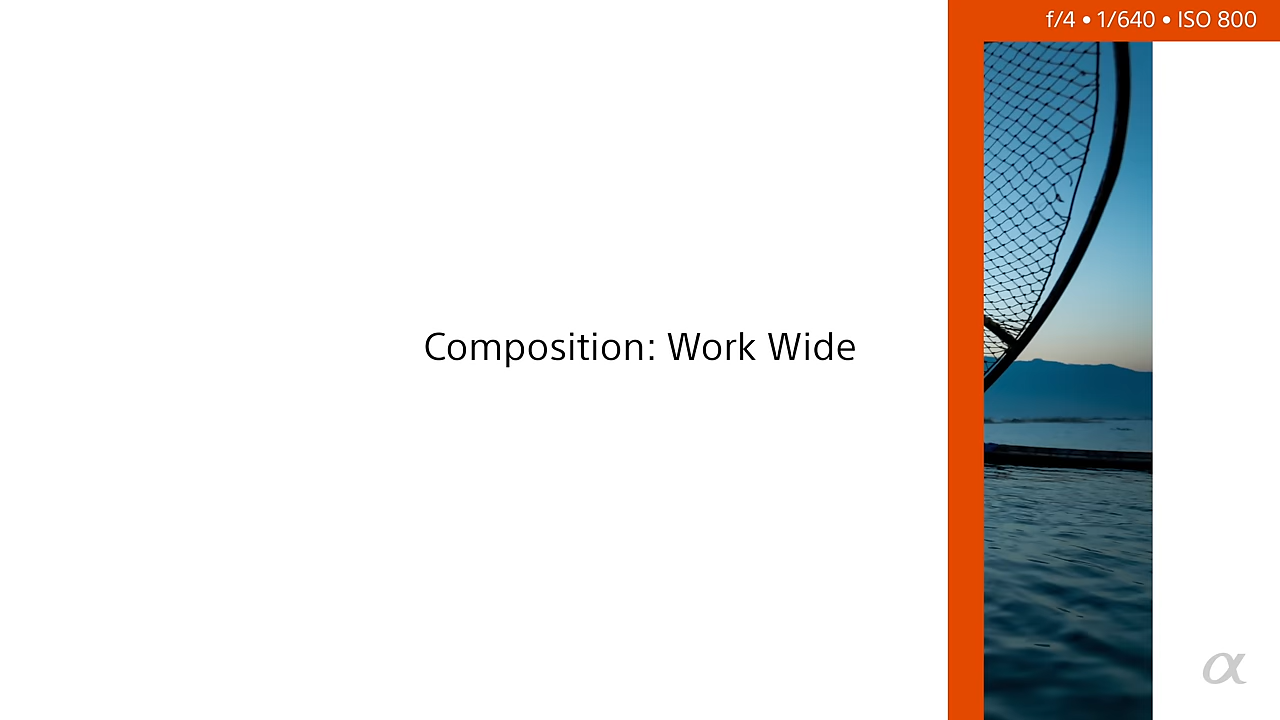 f/4 • 1/640 • ISO 800
Composition: Work Wide
α